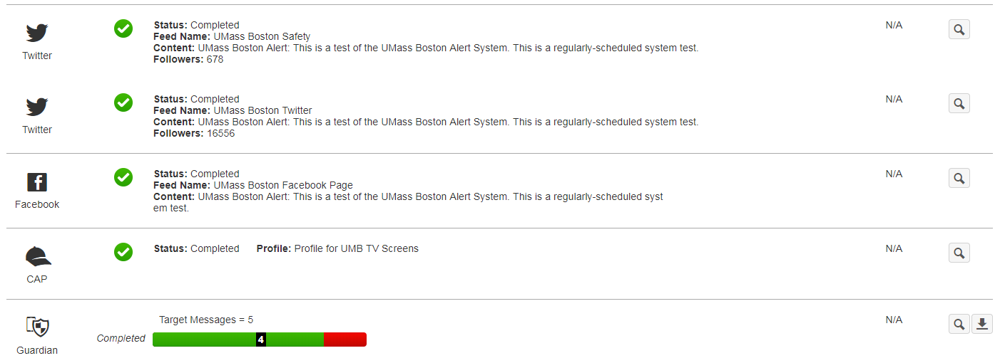 Twitter
Status: Completed
Feed Name: UMass Boston Safety
Content: UMass Boston Alert: This is a test of the UMass Boston Alert System. This is a regularly-scheduled system test.
Followers: 678
N/A
Twitter
Status: Completed
Feed Name: UMass Boston Twitter
Content: UMass Boston Alert: This is a test of the UMass Boston Alert System. This is a regularly-scheduled system test.
Followers: 16556
N/A
Facebook
Status: Completed
Feed Name: UMass Boston Facebook Page
Content: UMass Boston Alert: This is a test of the UMass Boston Alert System. This is a regularly-scheduled syst
em test.
N/A
CAP
Status: Completed Profile: Profile for UMB TV Screens
N/A
Guardian
Target Messages = 5
Completed
4
N/A